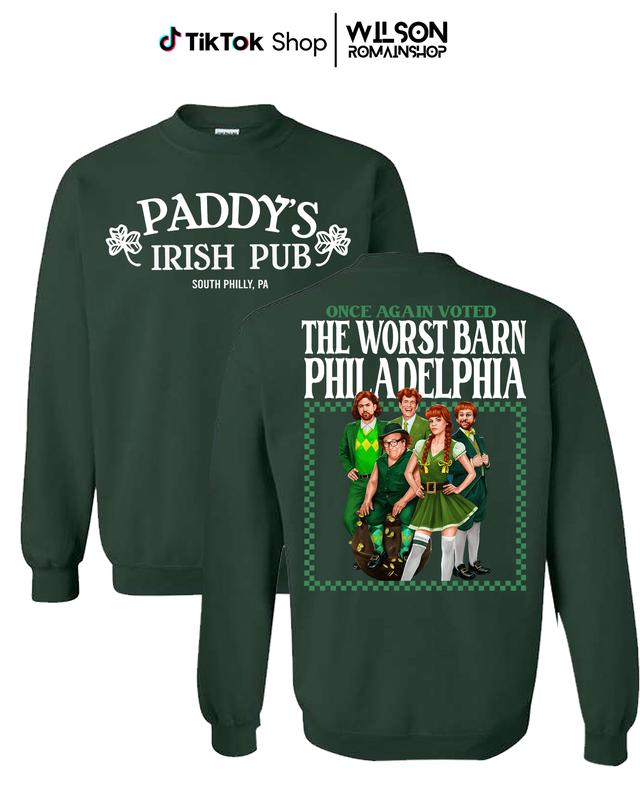 TikTok Shop
WILSON
ROMAINSHOP
PADDY'S
IRISH PUB
SOUTH PHILLY, PA
ONCE AGAIN VOTED
THE WORST BARN
PHILADELPHIA